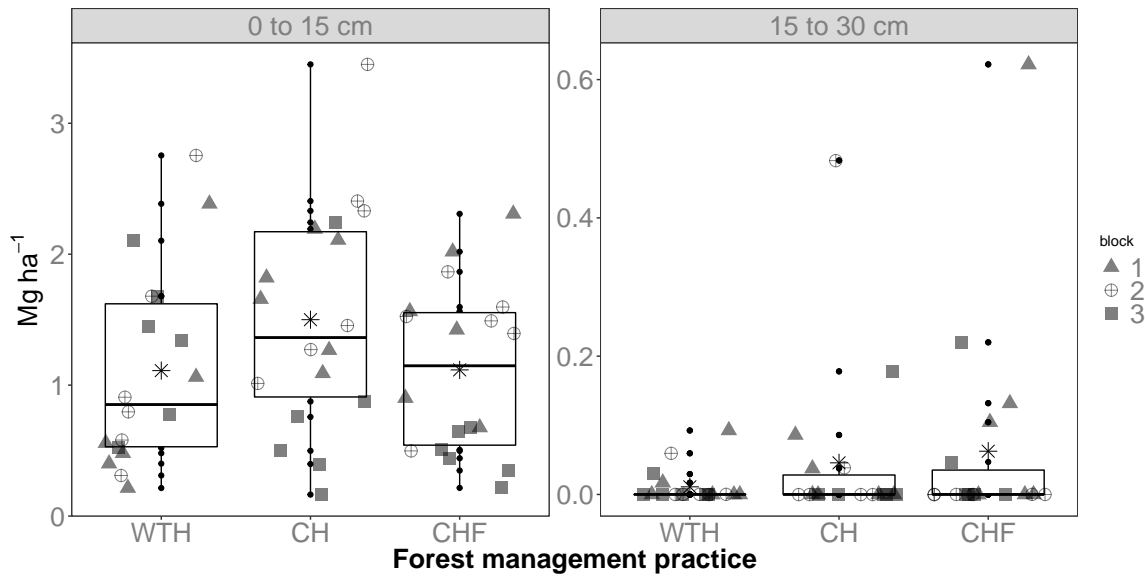 0 to 15 cm
15 to 30 cm
Mg ha⁻¹
3
2
1
0
0.6
0.4
0.2
0.0
WTH CH CHF
WTH CH CHF
Forest management practice
block
1
2
3